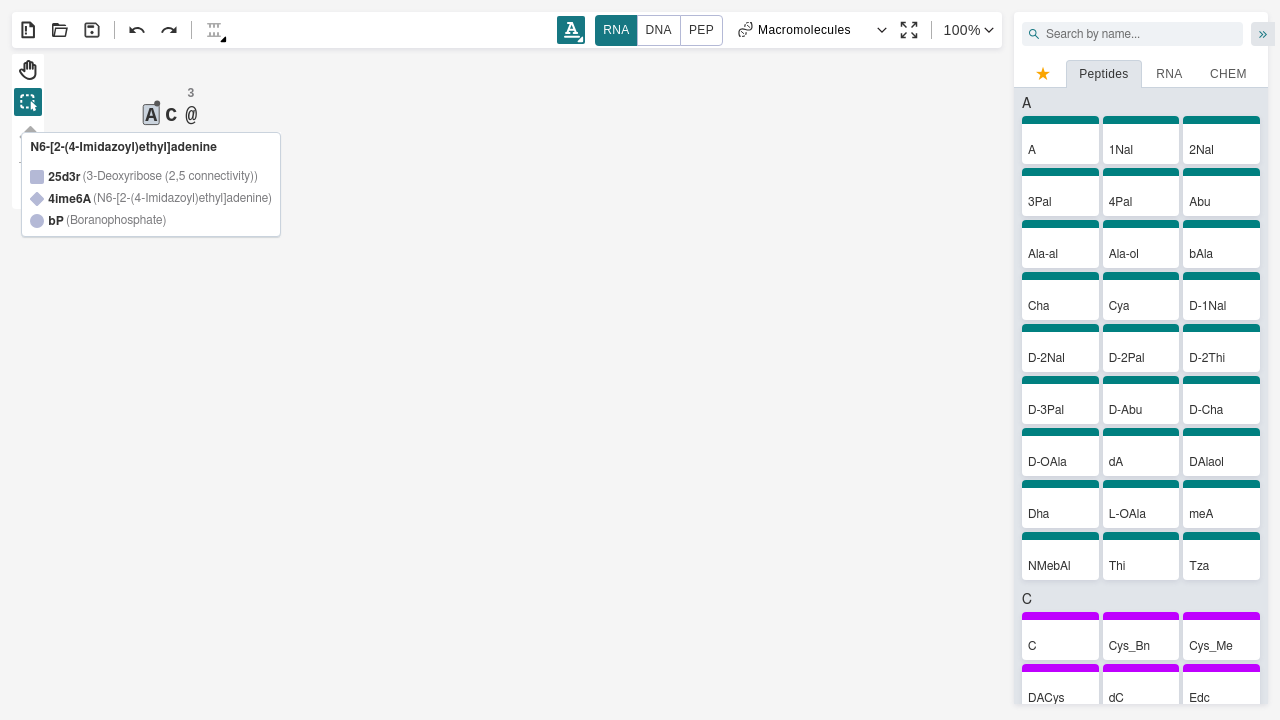 A RNA DNA PEP Macromolecules 100%
Search by name...
★ Peptides RNA CHEM
3
A C @
N6-[2-(4-Imidazoyl)ethyl]adenine
25d3r (3-Deoxyribose (2,5 connectivity))
4ime6A (N6-[2-(4-Imidazoyl)ethyl]adenine)
bP (Boranophosphate)
A
A 1Nal 2Nal
3Pal 4Pal Abu
Ala-al Ala-ol bAla
Cha Cya D-1Nal
D-2Nal D-2Pal D-2Thi
D-3Pal D-Abu D-Cha
D-OAla dA DAlaol
Dha L-OAla meA
NMebAl Thi Tza
C
C Cys_Bn Cys_Me
DACys dC Edc